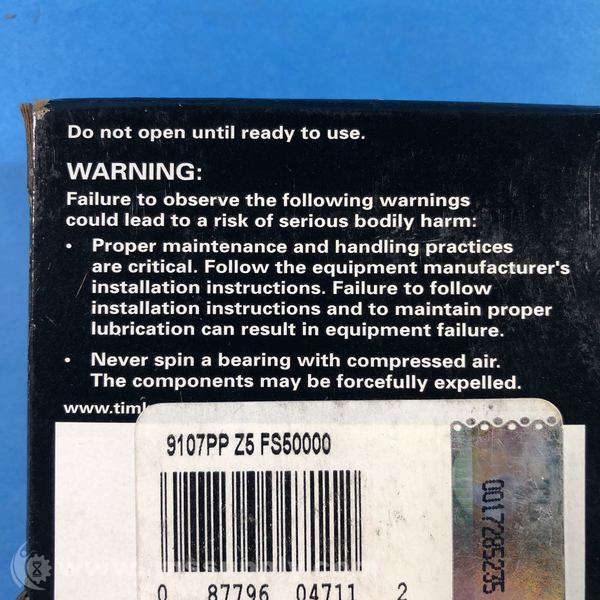 Do not open until ready to use.
WARNING:
Failure to observe the following warnings
could lead to a risk of serious bodily harm:
• Proper maintenance and handling practices
are critical. Follow the equipment manufacturer's
installation instructions. Failure to follow
installation instructions and to maintain proper
lubrication can result in equipment failure.
• Never spin a bearing with compressed air.
The components may be forcefully expelled.
www.timk
9107PP Z5 FS50000
0017285235
0 87796 04711 2